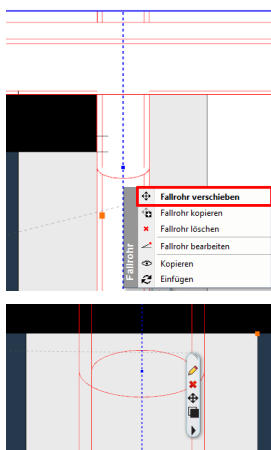 Fallrohr
Fallrohr verschieben
Fallrohr kopieren
Fallrohr löschen
Fallrohr bearbeiten
Kopieren
Einfügen